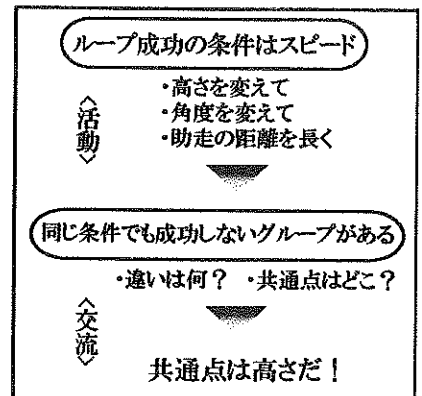 ループ成功の条件はスピード
・高さを変えて
・角度を変えて
・助走の距離を長く
〈活動〉
同じ条件でも成功しないグループがある
・違いは何？ ・共通点はどこ？
〈交流〉
共通点は高さだ！